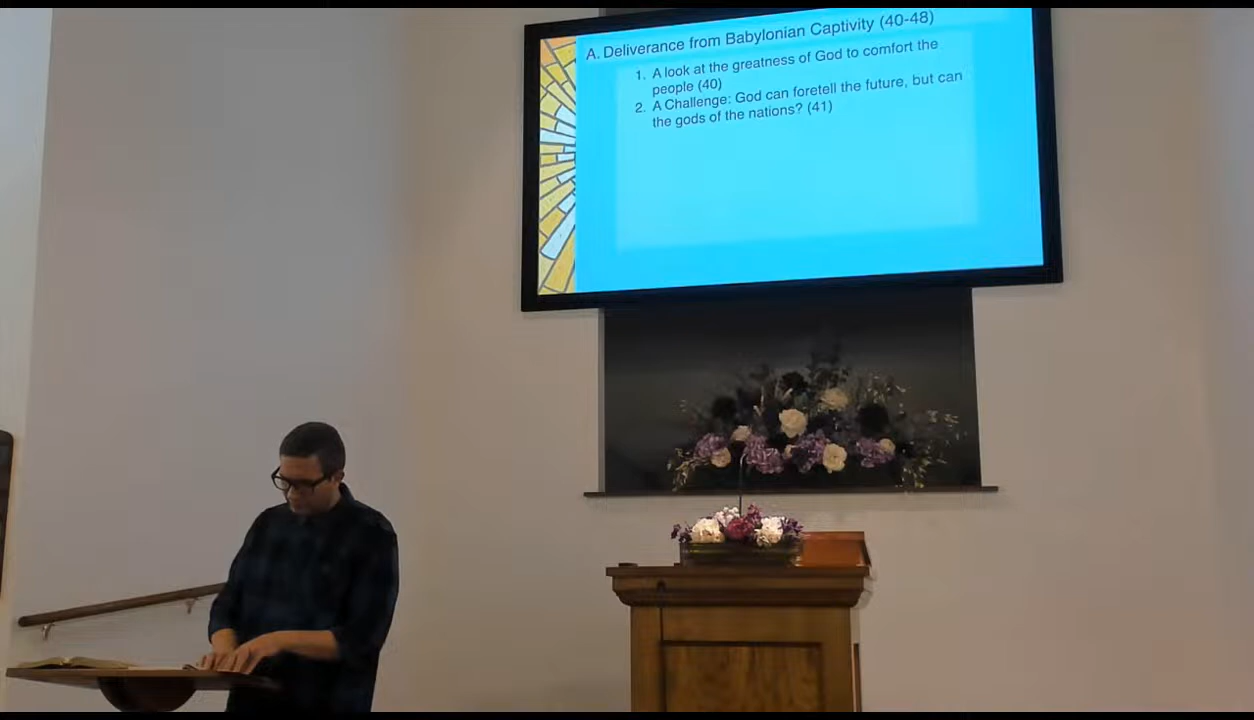 A. Deliverance from Babylonian Captivity (40-48)
1. A look at the greatness of God to comfort the
people (40)
2. A Challenge: God can foretell the future, but can
the gods of the nations? (41)